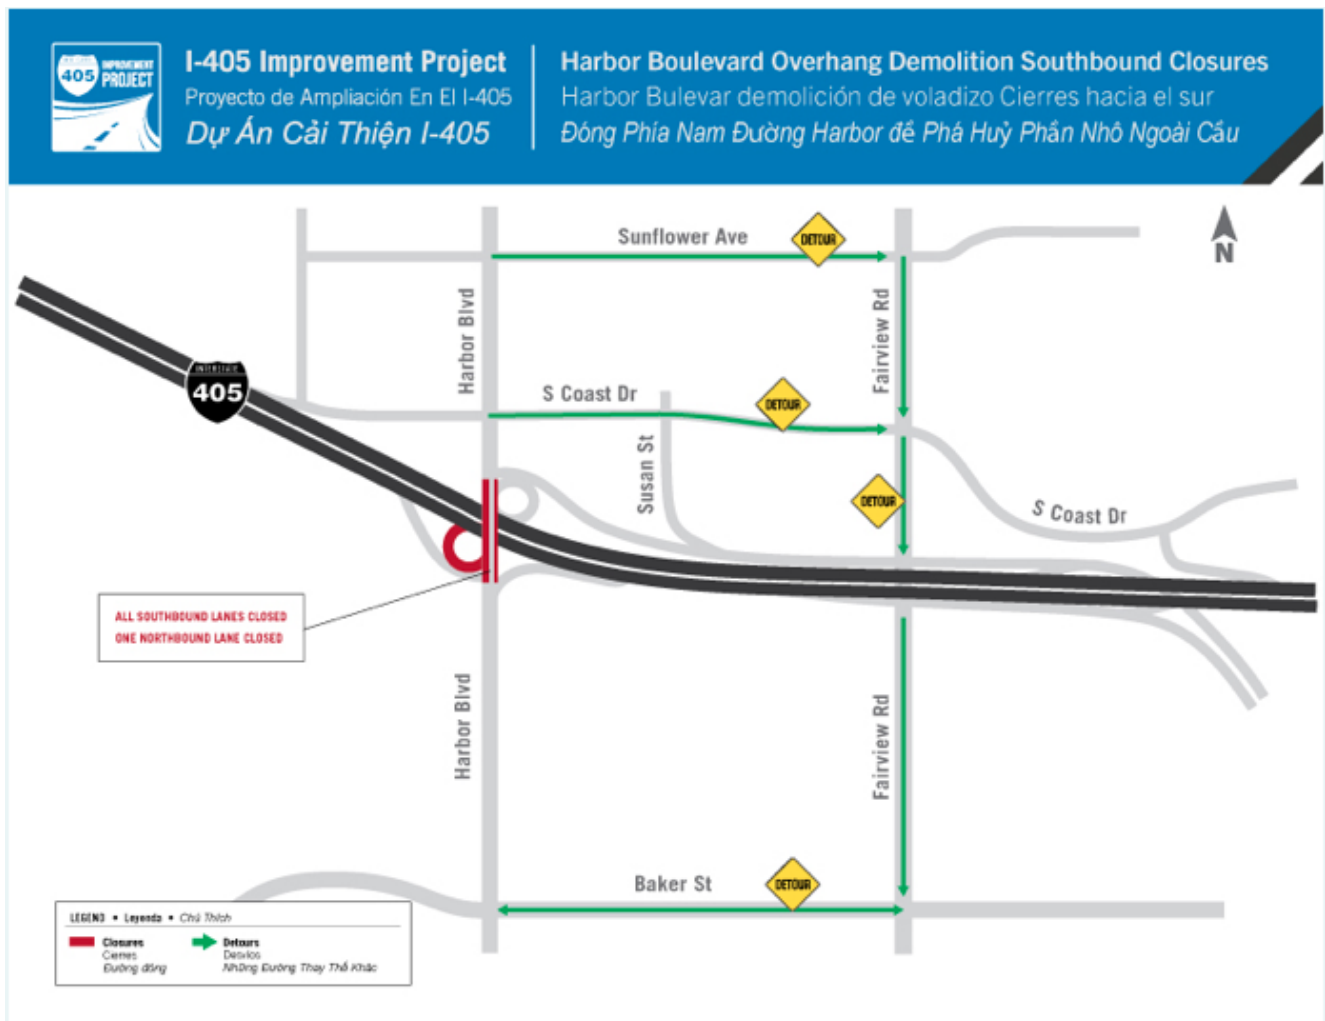 IMPROVEMENT
PROJECT
405
I-405 Improvement Project
Proyecto de Ampliación En El I-405
Dự Án Cải Thiện I-405
Harbor Boulevard Overhang Demolition Southbound Closures
Harbor Bulevar demolición de voladizo Cierres hacia el sur
Đóng Phía Nam Đường Harbor để Phá Huỷ Phần Nhô Ngoài Cầu
Sunflower Ave
DETOUR
N
Harbor Blvd
Fairview Rd
INTERSTATE
405
S Coast Dr
DETOUR
Susan St
DETOUR
S Coast Dr
ALL SOUTHBOUND LANES CLOSED
ONE NORTHBOUND LANE CLOSED
Harbor Blvd
Fairview Rd
Baker St
DETOUR
LEGEND • Leyenda • Chú Thích
Closures
Cierres
Đường đóng
Detours
Desvíos
Những Đường Thay Thế Khác